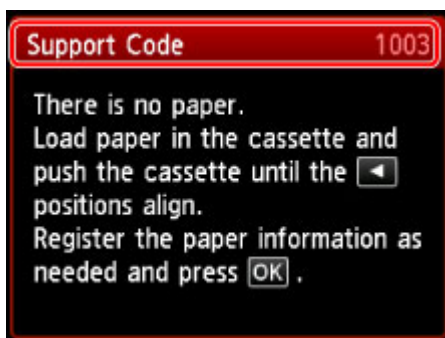 Support Code 1003
There is no paper.
Load paper in the cassette and
push the cassette until the ◀
positions align.
Register the paper information as
needed and press OK .